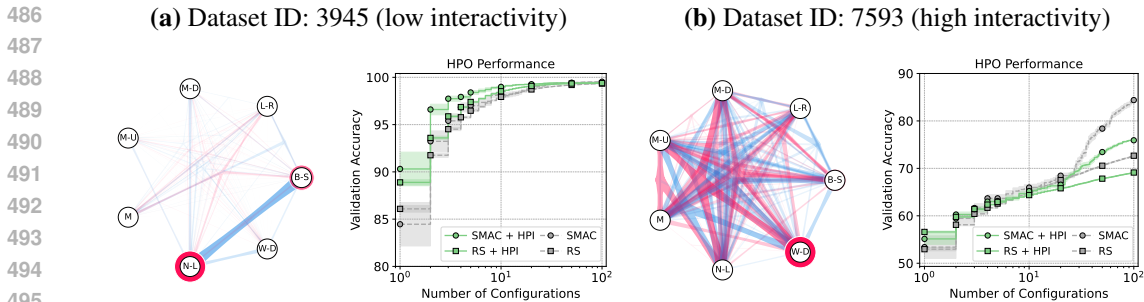 486
487
488
489
490
491
492
493
494
495
(a) Dataset ID: 3945 (low interactivity)
M-D
L-R
M-U
B-S
M
W-D
N-L
HPO Performance
100
95
90
85
80
Validation Accuracy
SMAC + HPI
SMAC
RS + HPI
RS
10^0
10^1
10^2
Number of Configurations
(b) Dataset ID: 7593 (high interactivity)
M-D
L-R
M-U
B-S
M
W-D
N-L
HPO Performance
90
80
70
60
50
Validation Accuracy
SMAC + HPI
SMAC
RS + HPI
RS
10^0
10^1
10^2
Number of Configurations